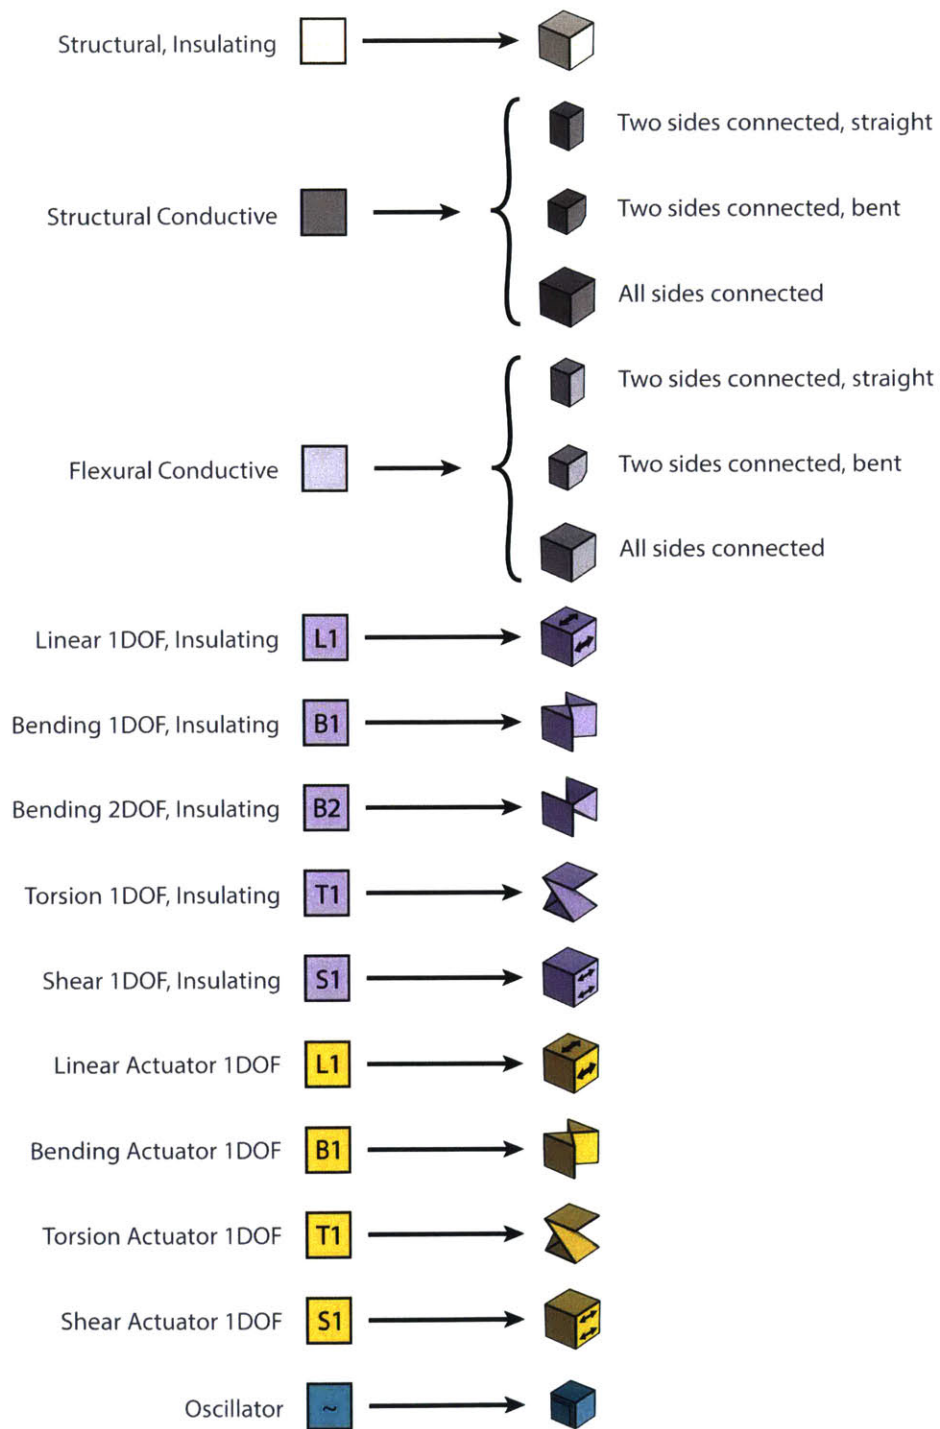 Structural, Insulating
Two sides connected, straight
Structural Conductive
Two sides connected, bent
All sides connected
Two sides connected, straight
Flexural Conductive
Two sides connected, bent
All sides connected
Linear 1DOF, Insulating L1
Bending 1DOF, Insulating B1
Bending 2DOF, Insulating B2
Torsion 1DOF, Insulating T1
Shear 1DOF, Insulating S1
Linear Actuator 1DOF L1
Bending Actuator 1DOF B1
Torsion Actuator 1DOF T1
Shear Actuator 1DOF S1
Oscillator ~